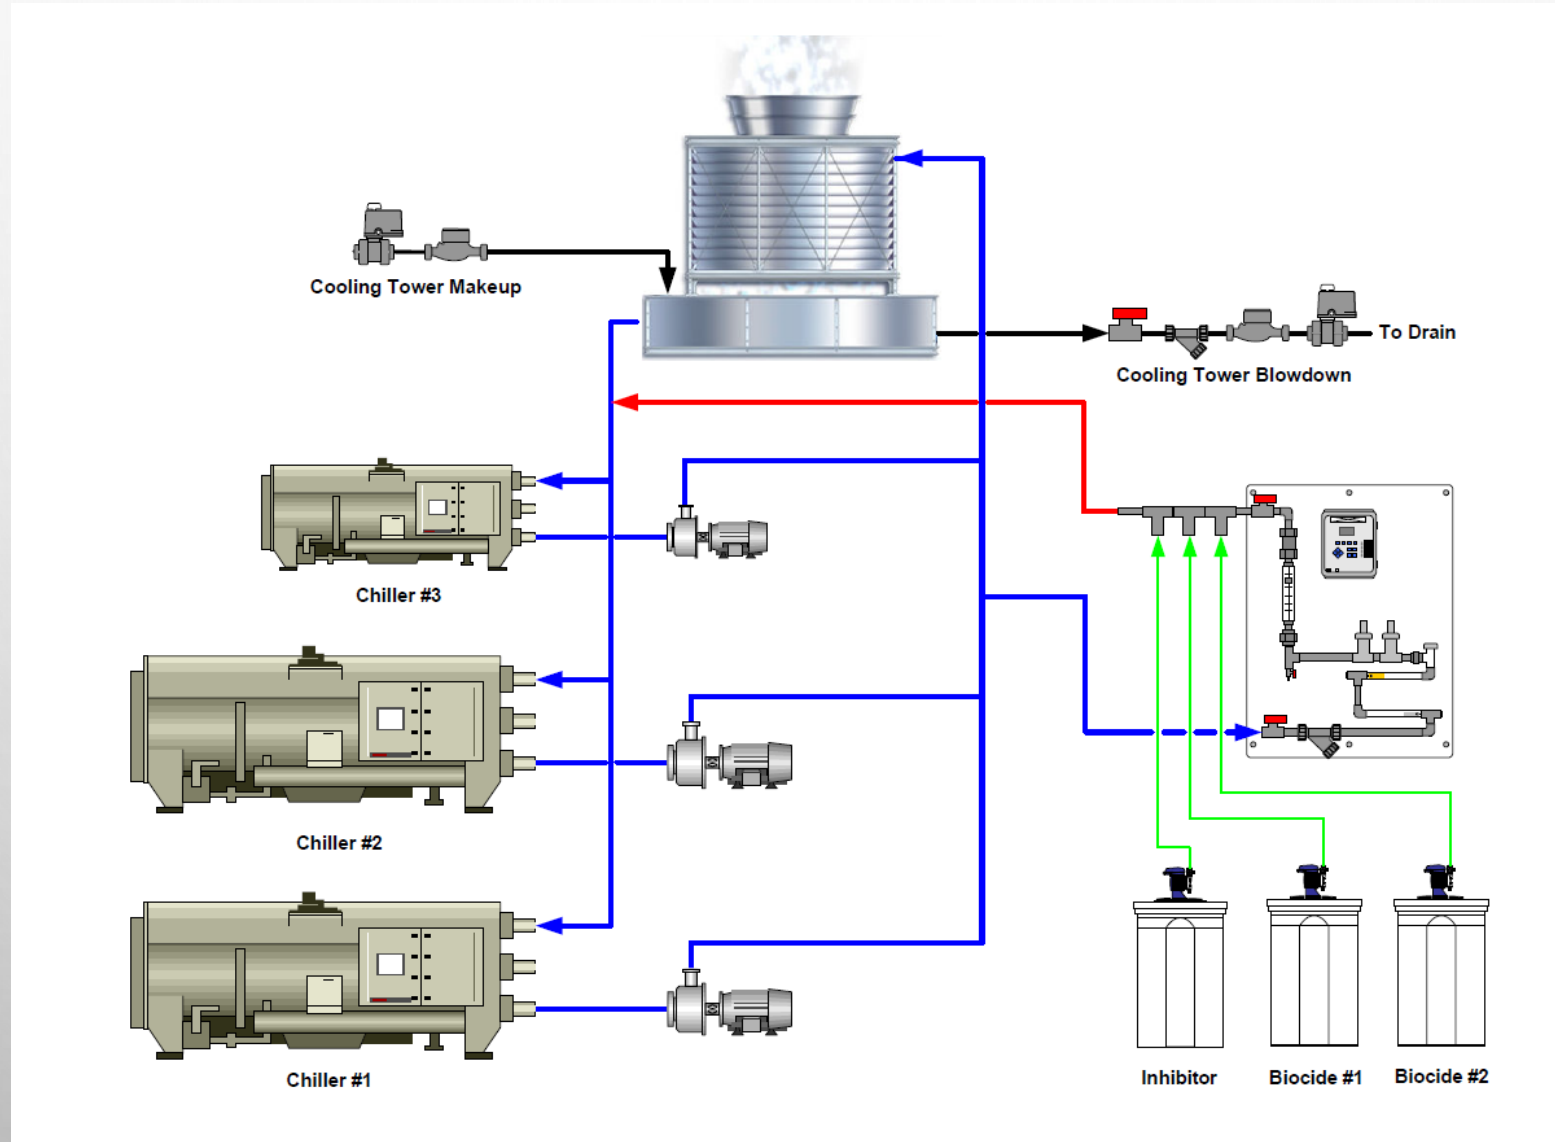 Cooling Tower Makeup
To Drain
Cooling Tower Blowdown
Chiller #3
Chiller #2
Chiller #1
Inhibitor
Biocide #1
Biocide #2